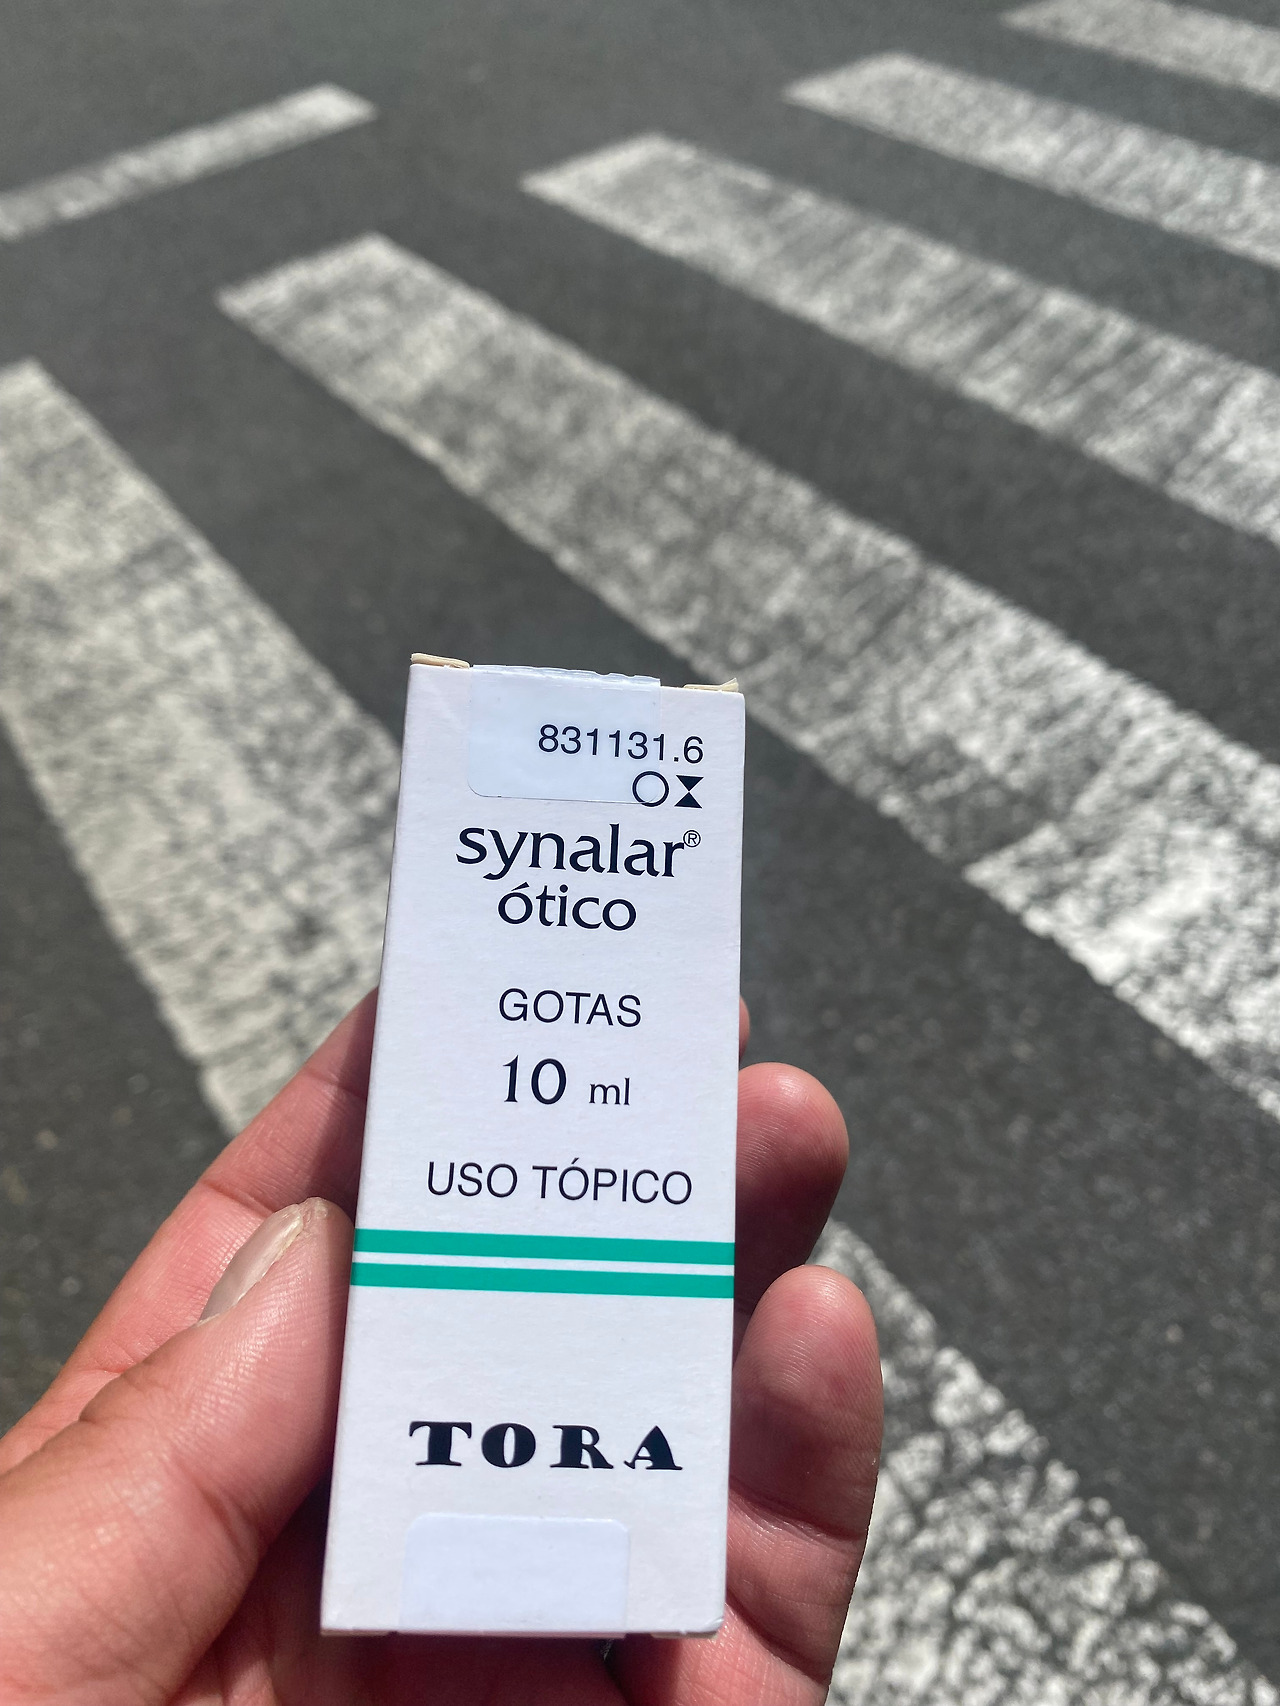 831131.6
synalar®
ótico
GOTAS
10 ml
USO TÓPICO
TORA